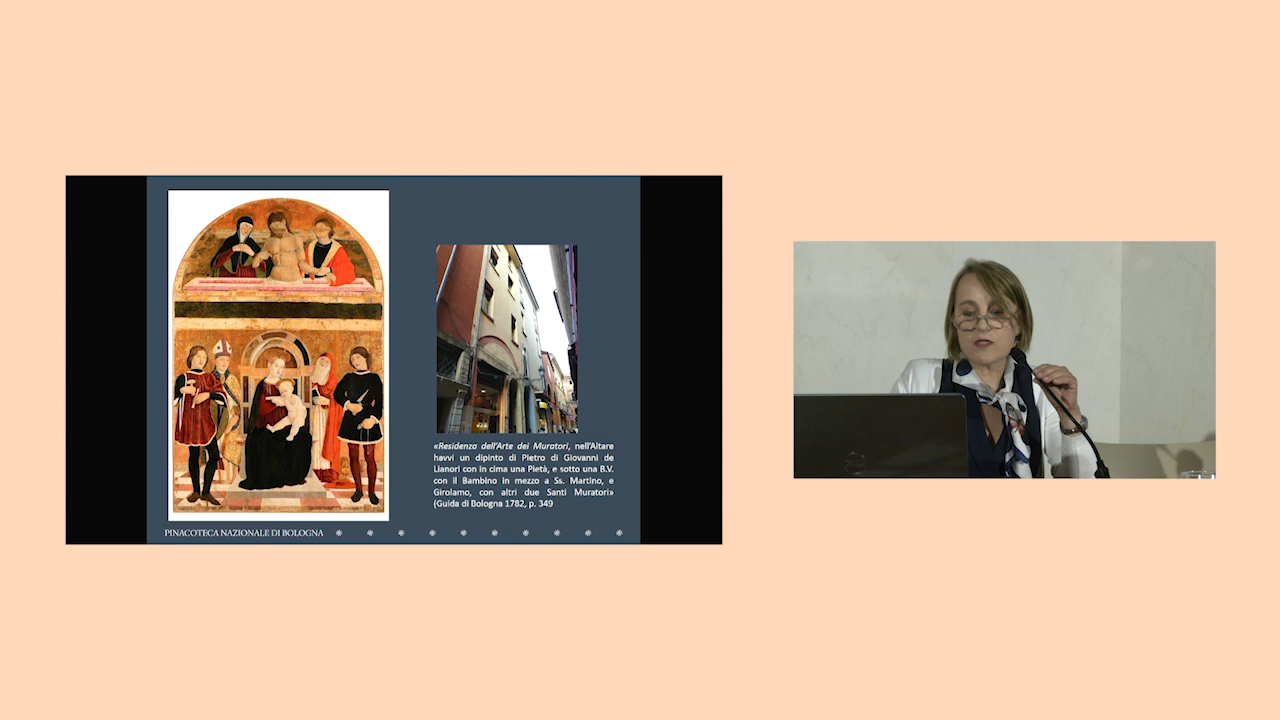 «Residenza dell'Arte dei Muratori, nell'Altare
havvi un dipinto di Pietro di Giovanni de
Lianori con in cima una Pietà, e sotto una B.V.
con il Bambino in mezzo a Ss. Martino, e
Girolamo, con altri due Santi Muratori»
(Guida di Bologna 1782, p. 349
PINACOTECA NAZIONALE DI BOLOGNA